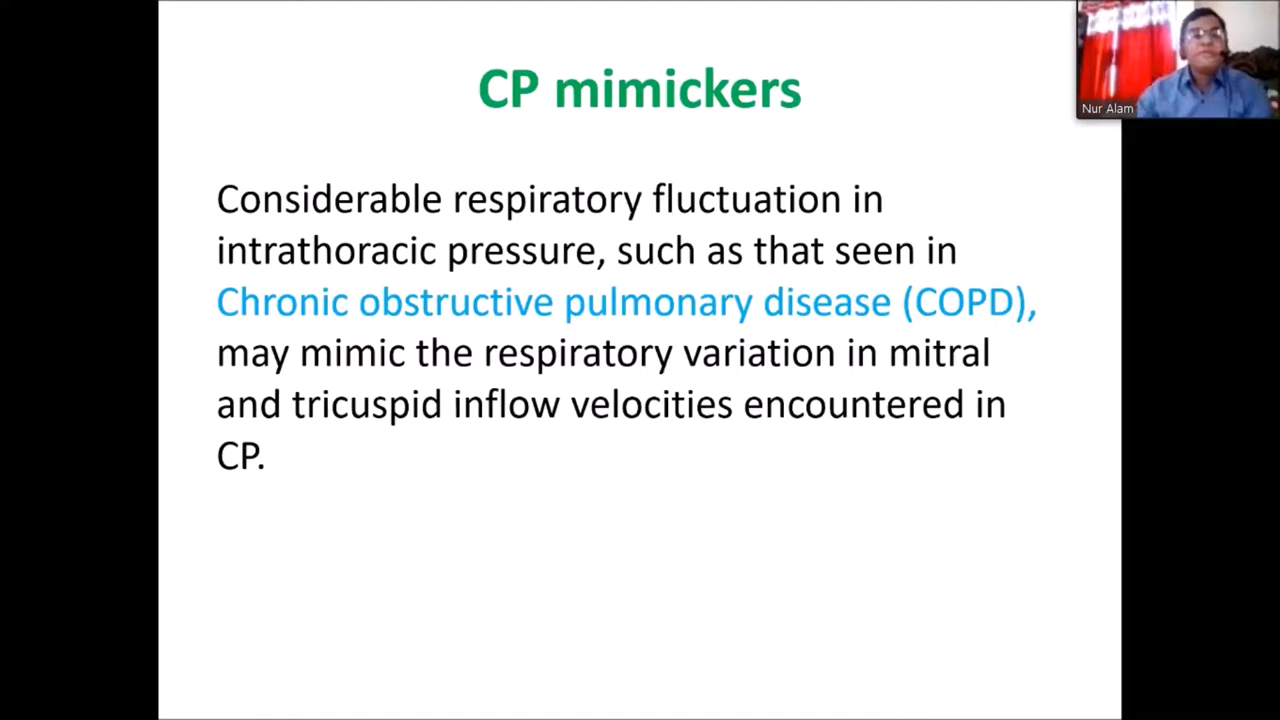 CP mimickers
Nur Alam
Considerable respiratory fluctuation in
intrathoracic pressure, such as that seen in
Chronic obstructive pulmonary disease (COPD),
may mimic the respiratory variation in mitral
and tricuspid inflow velocities encountered in
CP.